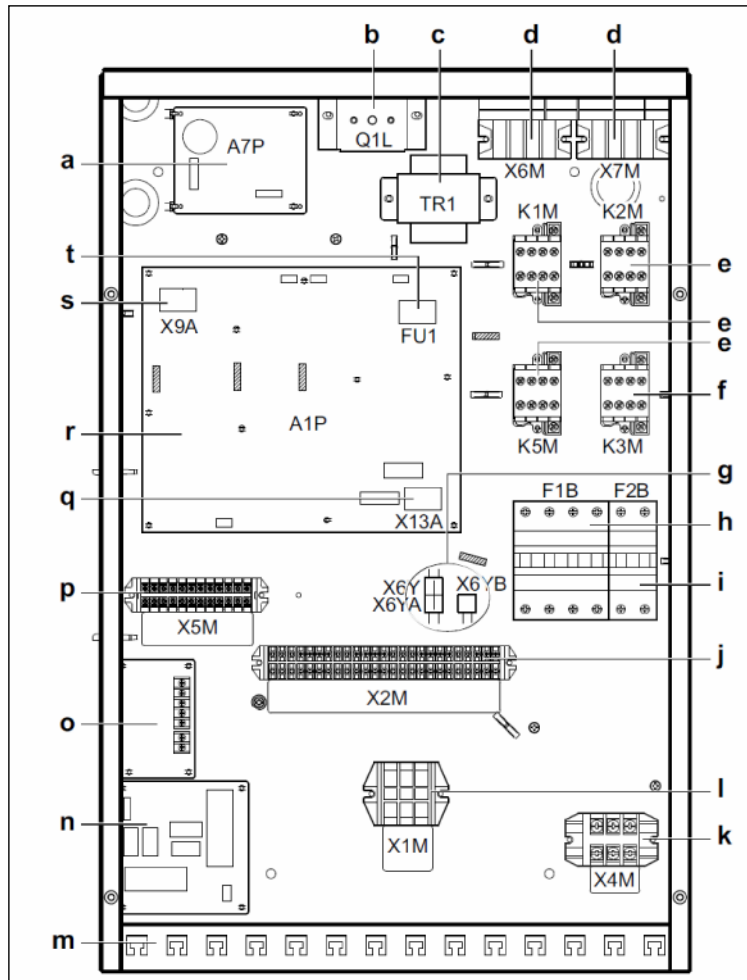 b c d d
a A7P Q1L
X6M X7M
TR1
K1M K2M
t e
s X9A FU1 e
e
r A1P f
K5M K3M
g
q X13A F1B F2B
h
p X6Y X6YB i
X6YA
X5M
j
X2M
o
l
n X1M k
X4M
m